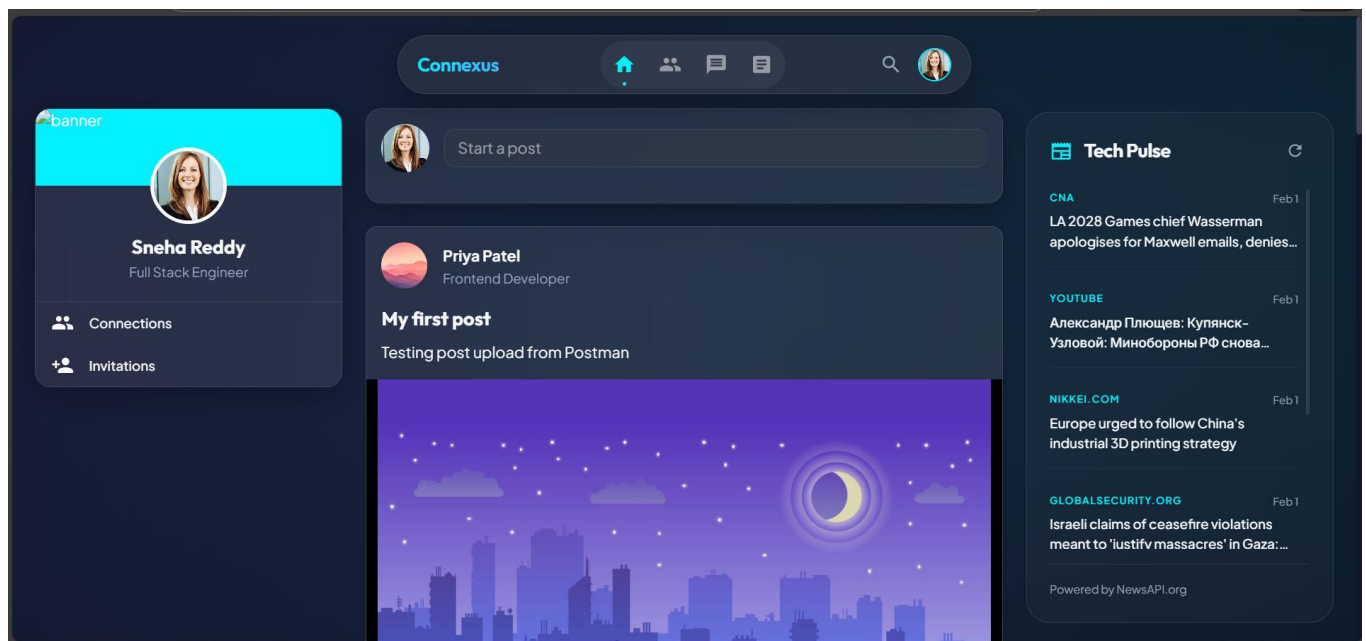 Connexus
banner
Sneha Reddy
Full Stack Engineer
Connections
Invitations
Start a post
Priya Patel
Frontend Developer
My first post
Testing post upload from Postman
Tech Pulse
CNA Feb 1
LA 2028 Games chief Wasserman
apologises for Maxwell emails, denies…
YOUTUBE Feb 1
Александр Плющев: Купянск-
Узловой: Минобороны РФ снова…
NIKKEI.COM Feb 1
Europe urged to follow China's
industrial 3D printing strategy
GLOBALSECURITY.ORG Feb 1
Israeli claims of ceasefire violations
meant to 'justify massacres' in Gaza:…
Powered by NewsAPI.org